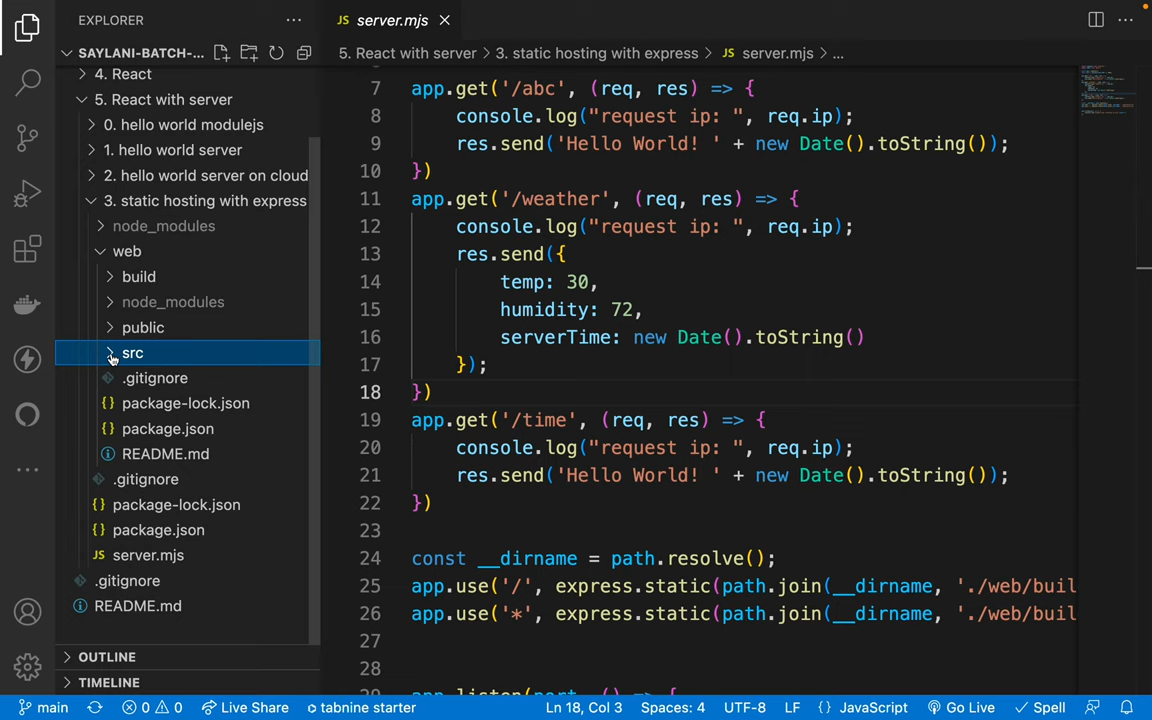 EXPLORER
SAYLANI-BATCH-...
4. React
5. React with server
0. hello world modulejs
1. hello world server
2. hello world server on cloud
3. static hosting with express
node_modules
web
build
node_modules
public
src
.gitignore
package-lock.json
package.json
README.md
.gitignore
package-lock.json
package.json
JS server.mjs
.gitignore
README.md
OUTLINE
TIMELINE
JS server.mjs
5. React with server > 3. static hosting with express > JS server.mjs > ...
7 app.get('/abc', (req, res) => {
8 console.log("request ip: ", req.ip);
9 res.send('Hello World! ' + new Date().toString());
10 })
11 app.get('/weather', (req, res) => {
12 console.log("request ip: ", req.ip);
13 res.send({
14 temp: 30,
15 humidity: 72,
16 serverTime: new Date().toString()
17 });
18 })
19 app.get('/time', (req, res) => {
20 console.log("request ip: ", req.ip);
21 res.send('Hello World! ' + new Date().toString());
22 })
23
24 const __dirname = path.resolve();
25 app.use('/', express.static(path.join(__dirname, './web/buil
26 app.use('*', express.static(path.join(__dirname, './web/buil
27
28
29 app.listen(port, () => {
main 0 0 Live Share tabnine starter Ln 18, Col 3 Spaces: 4 UTF-8 LF {} JavaScript Go Live Spell